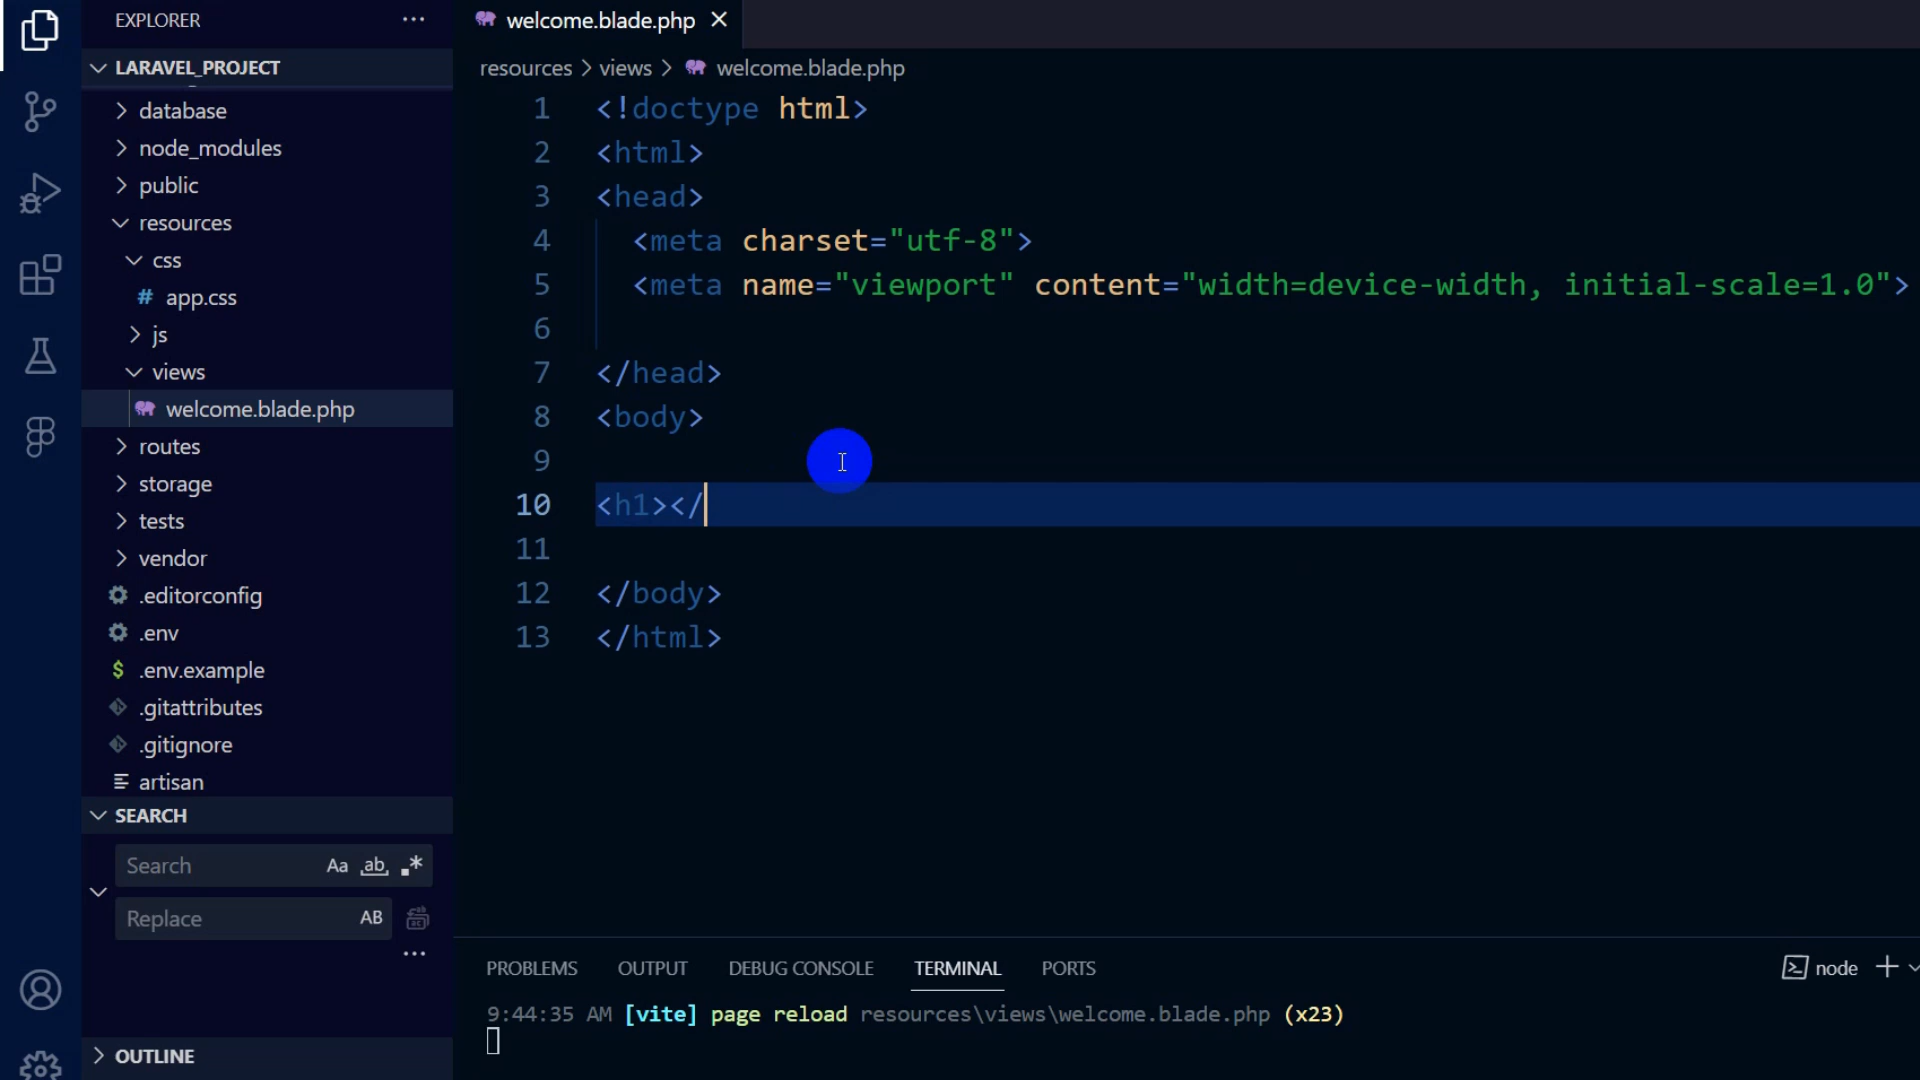 EXPLORER
···
welcome.blade.php
LARAVEL_PROJECT
database
node_modules
public
resources
css
# app.css
js
views
welcome.blade.php
routes
storage
tests
vendor
.editorconfig
.env
$ .env.example
.gitattributes
.gitignore
artisan
SEARCH
Search Aa ab .*
Replace AB
···
OUTLINE
resources > views > welcome.blade.php
1 <!doctype html>
2 <html>
3 <head>
4 <meta charset="utf-8">
5 <meta name="viewport" content="width=device-width, initial-scale=1.0">
6
7 </head>
8 <body>
9
10 <h1></
11
12 </body>
13 </html>
PROBLEMS OUTPUT DEBUG CONSOLE TERMINAL PORTS
node
9:44:35 AM [vite] page reload resources\views\welcome.blade.php (x23)